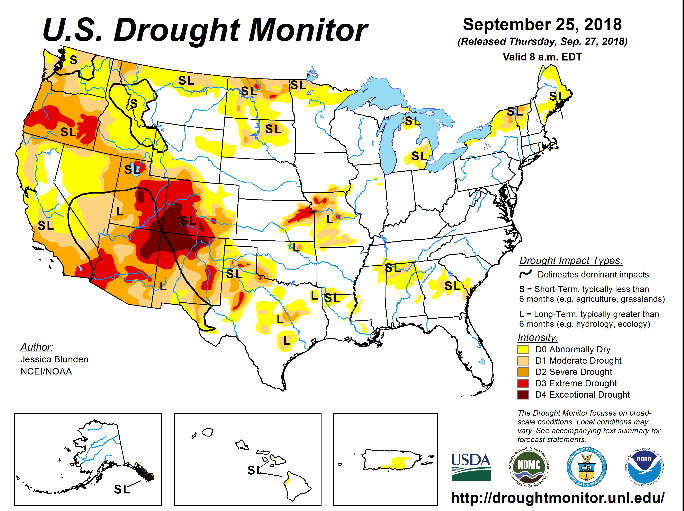 U.S. Drought Monitor
September 25, 2018
(Released Thursday, Sep. 27, 2018)
Valid 8 a.m. EDT
S
SL
SL
SL
SL
S
SL
SL
SL
SL
SL
SL
L
SL
L
SL
L
L
SL
L
SL
L
L
L
SL
SL
Drought Impact Types:
Delineates dominant impacts
S = Short-Term, typically less than
6 months (e.g. agriculture, grasslands)
L = Long-Term, typically greater than
6 months (e.g. hydrology, ecology)
Intensity:
D0 Abnormally Dry
D1 Moderate Drought
D2 Severe Drought
D3 Extreme Drought
D4 Exceptional Drought
Author:
Jessica Blunden
NCEI/NOAA
The Drought Monitor focuses on broad-
scale conditions. Local conditions may
vary. See accompanying text summary for
forecast statements.
SL
SL
USDA
NDMC
NOAA
http://droughtmonitor.unl.edu/